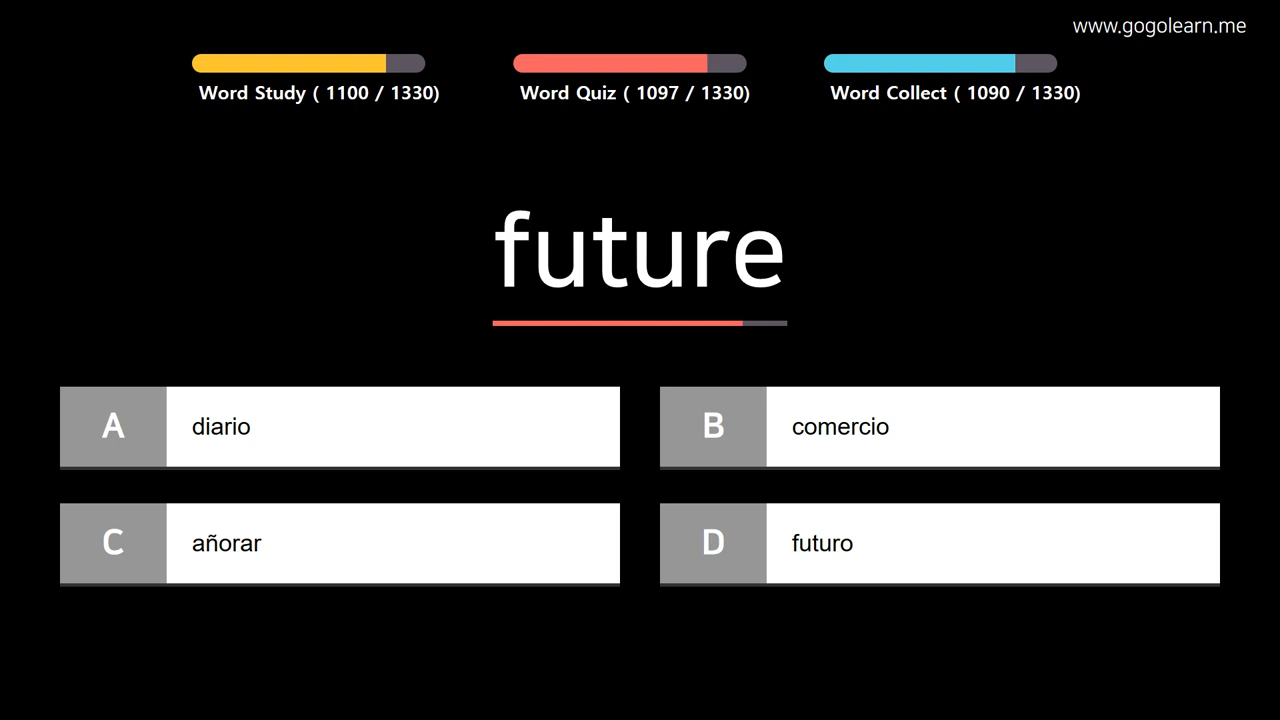 www.gogolearn.me
Word Study ( 1100 / 1330)
Word Quiz ( 1097 / 1330)
Word Collect ( 1090 / 1330)
future
A diario
B comercio
C añorar
D futuro